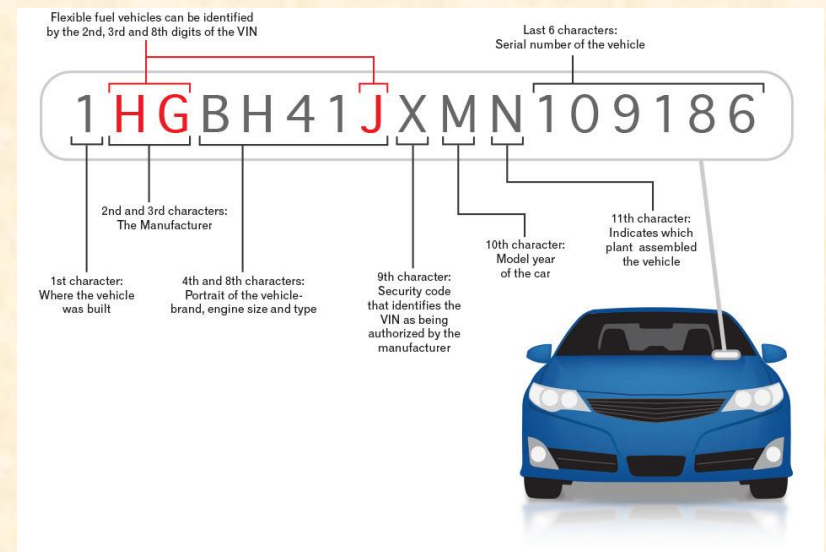 Flexible fuel vehicles can be identified
by the 2nd, 3rd and 8th digits of the VIN
Last 6 characters:
Serial number of the vehicle
1HGBH41JXMN109186
2nd and 3rd characters:
The Manufacturer
11th character:
Indicates which
plant assembled
the vehicle
10th character:
Model year
of the car
1st character:
Where the vehicle
was built
4th and 8th characters:
Portrait of the vehicle-
brand, engine size and type
9th character:
Security code
that identifies the
VIN as being
authorized by the
manufacturer